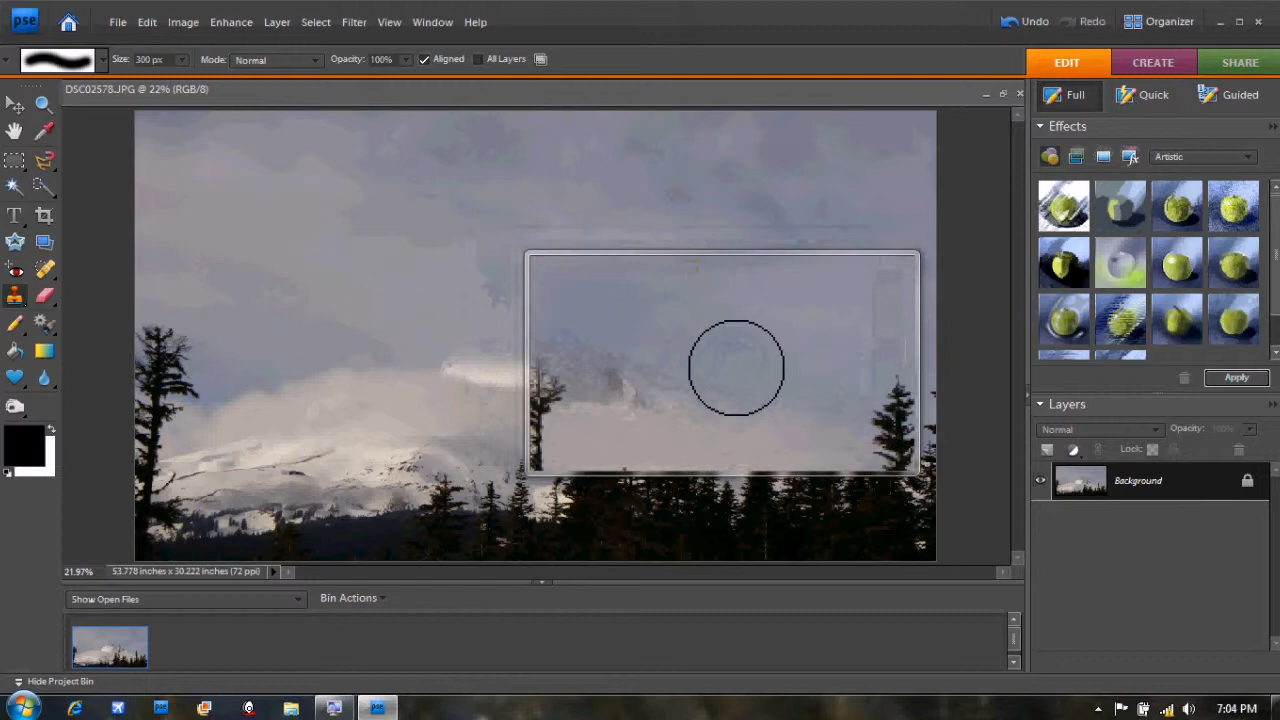 pse File Edit Image Enhance Layer Select Filter View Window Help Undo Redo Organizer
Size: 300 px Mode: Normal Opacity: 100% Aligned All Layers EDIT CREATE SHARE
DSC02578.JPG @ 22% (RGB/8) Full Quick Guided
Effects
Artistic
Apply
Layers
Normal Opacity: 100%
Lock:
Background
21.97% 53.778 inches x 30.222 inches (72 ppi)
Show Open Files Bin Actions
Hide Project Bin
pse pse 7:04 PM